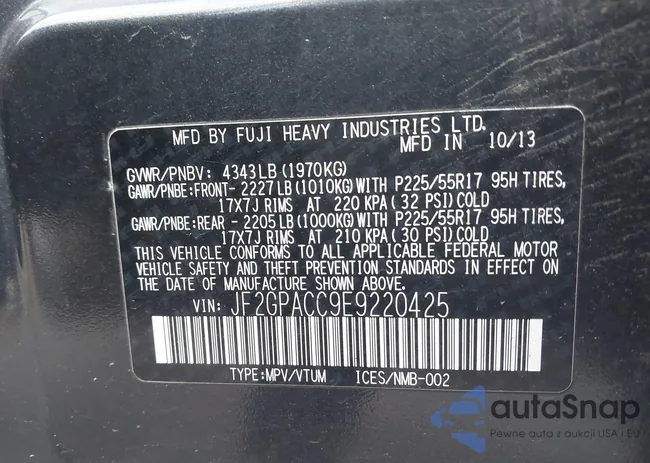 MFD BY FUJI HEAVY INDUSTRIES LTD.
MFD IN 10/13
GVWR/PNBV: 4343LB(1970KG)
GAWR/PNBE:FRONT- 2227LB(1010KG)WITH P225/55R17 95H TIRES,
17X7J RIMS AT 220 KPA(32 PSI)COLD
GAWR/PNBE:REAR - 2205LB(1000KG)WITH P225/55R17 95H TIRES,
17X7J RIMS AT 210 KPA(30 PSI)COLD
THIS VEHICLE CONFORMS TO ALL APPLICABLE FEDERAL MOTOR
VEHICLE SAFETY AND THEFT PREVENTION STANDARDS IN EFFECT ON
THE DATE OF MANUFACTURE SHOWN ABOVE.
VIN: JF2GPACC9E9220425
TYPE:MPV/VTUM ICES/NMB-002
autoSnap
Pewne auta z aukcji USA i EU